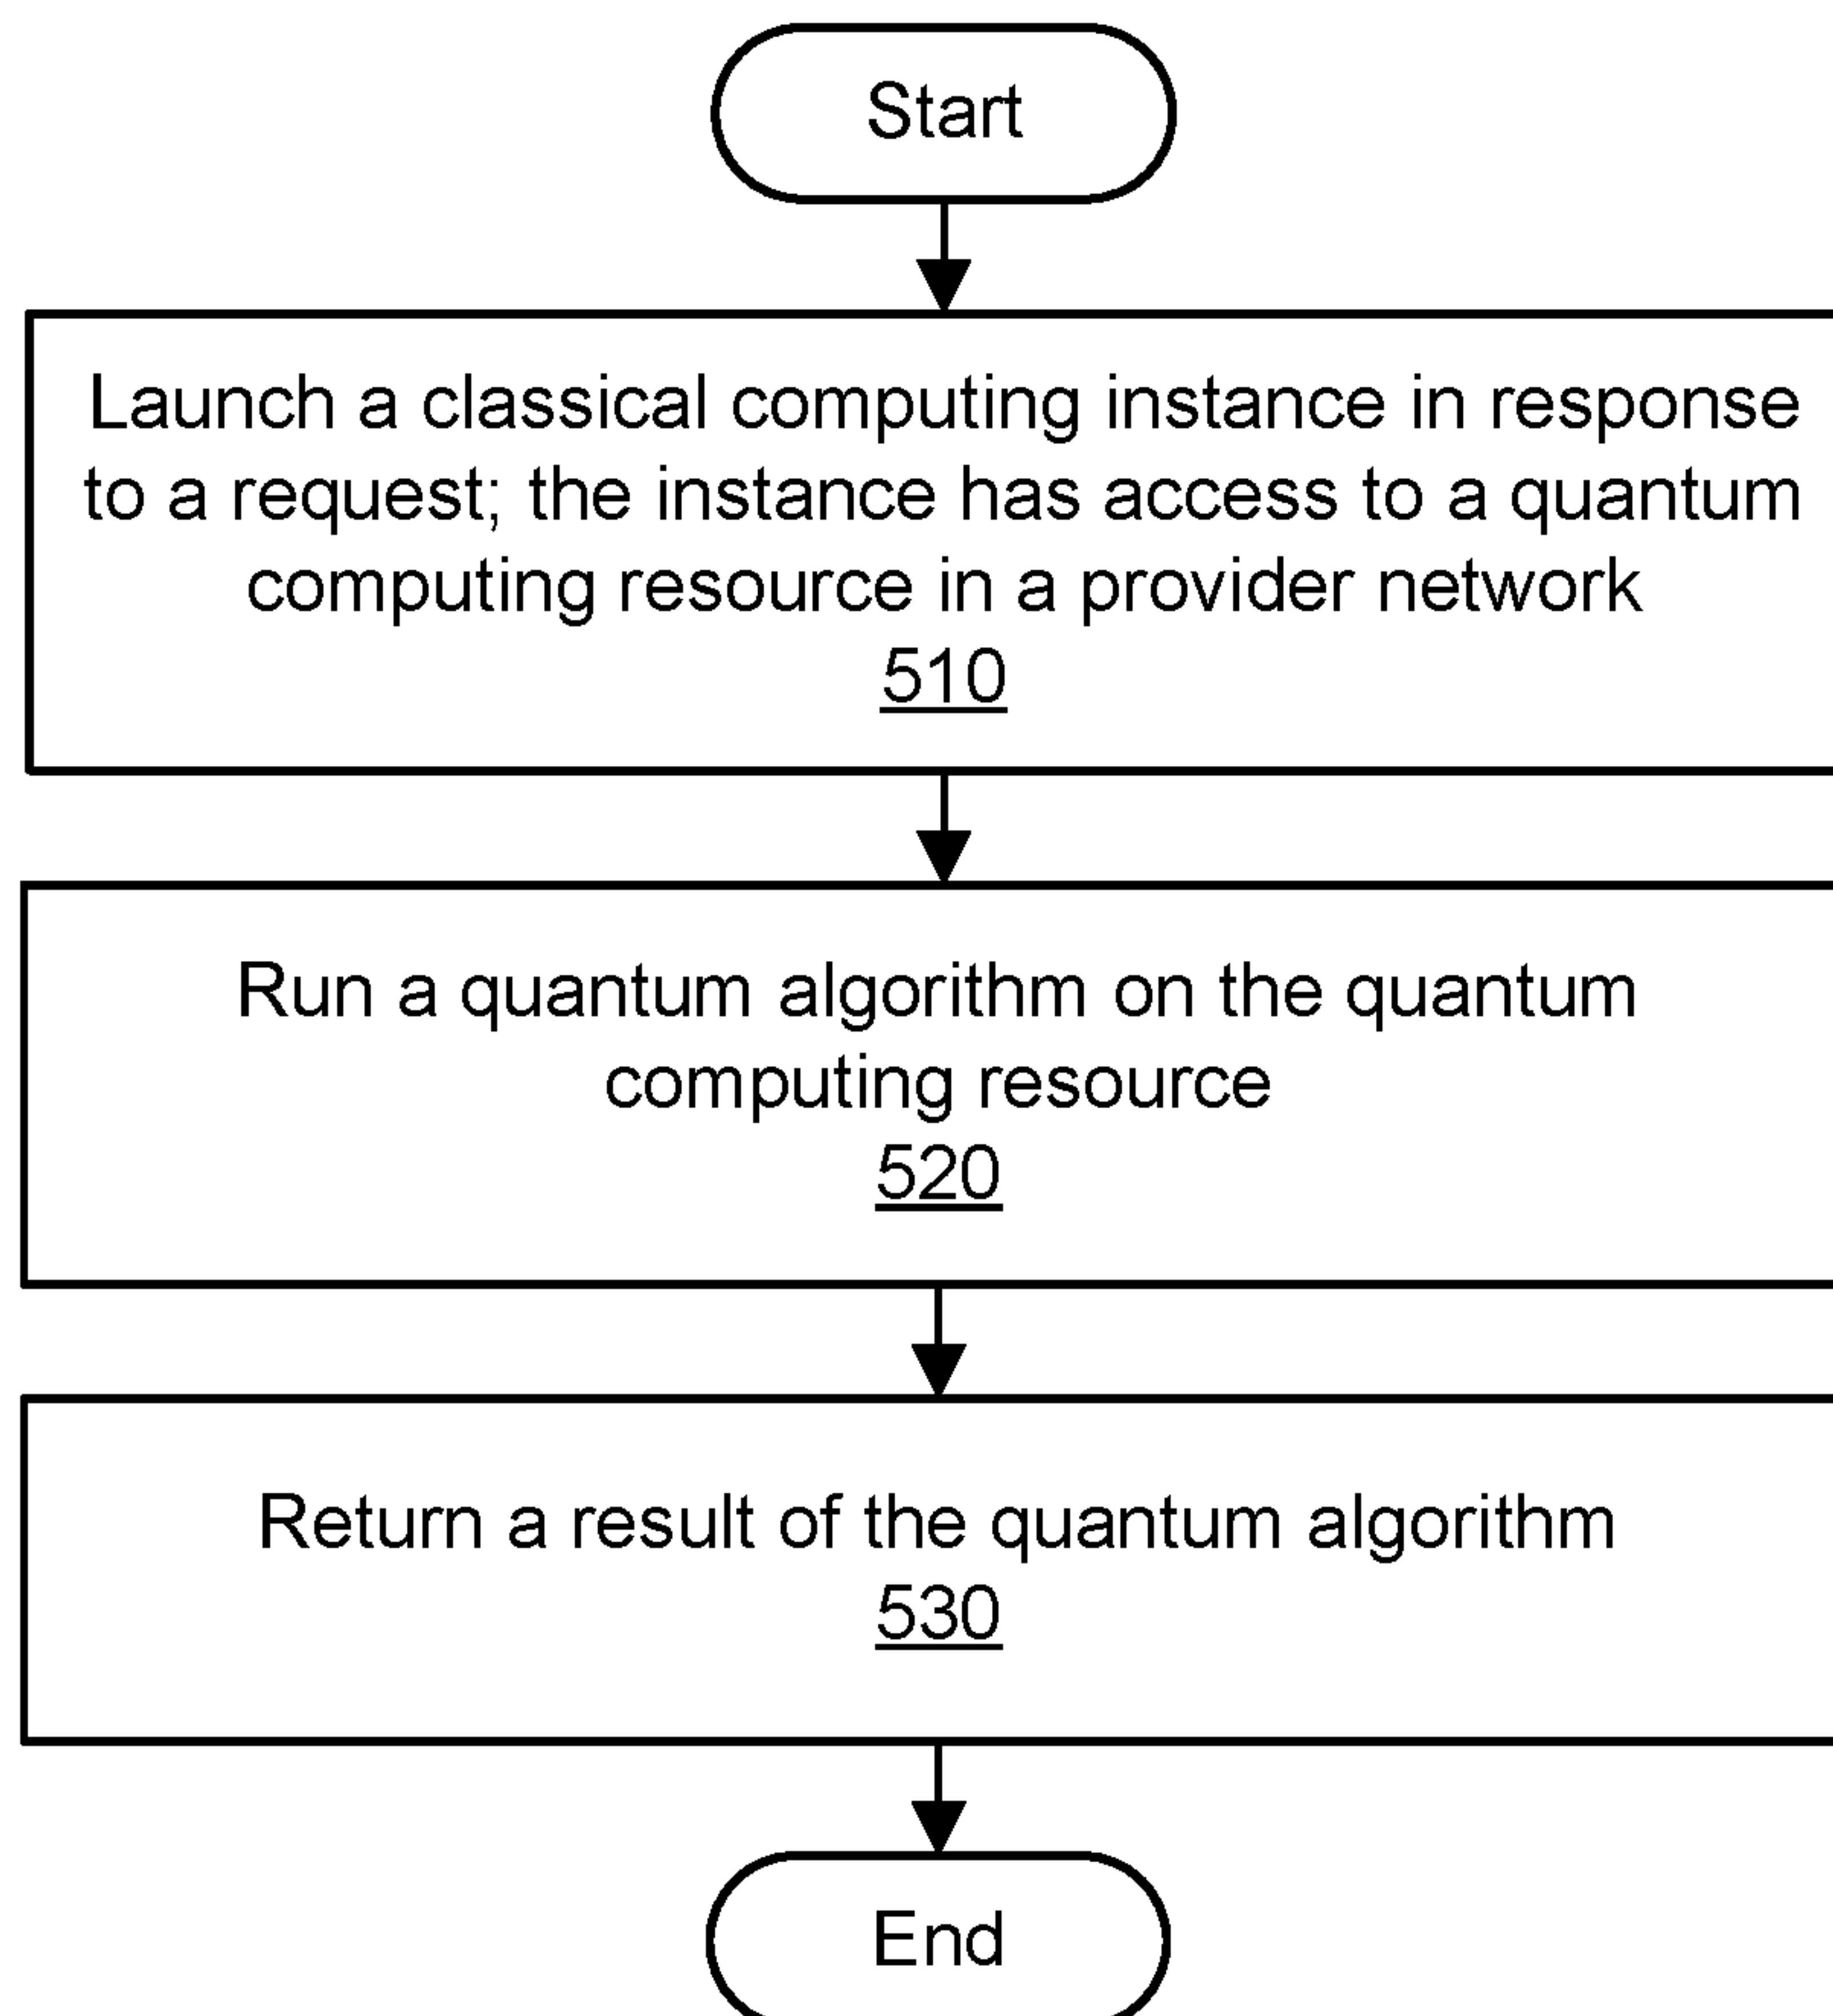 Start
Launch a classical computing instance in response
to a request; the instance has access to a quantum
computing resource in a provider network
510
Run a quantum algorithm on the quantum
computing resource
520
Return a result of the quantum algorithm
530
End